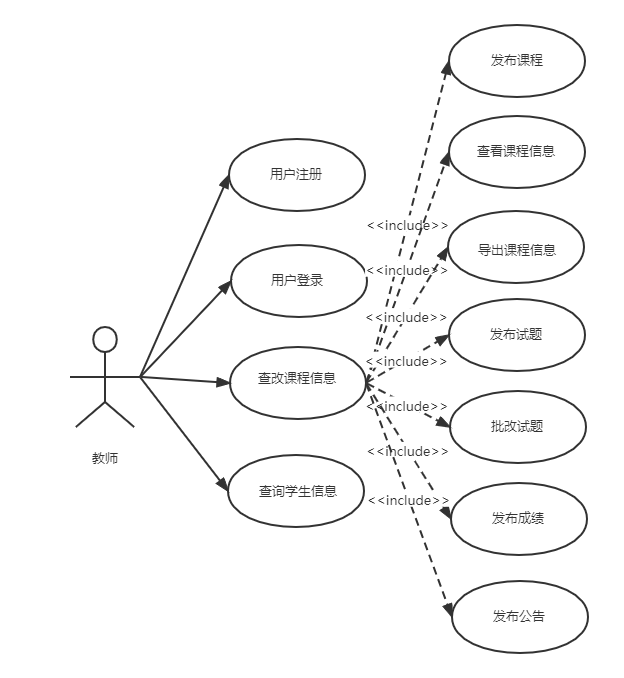 发布课程
查看课程信息
用户注册
<<include>>
导出课程信息
<<include>>
用户登录
<<include>>
发布试题
<<include>>
查改课程信息
<<include>>
批改试题
<<include>>
教师
查询学生信息
<<include>>
发布成绩
发布公告